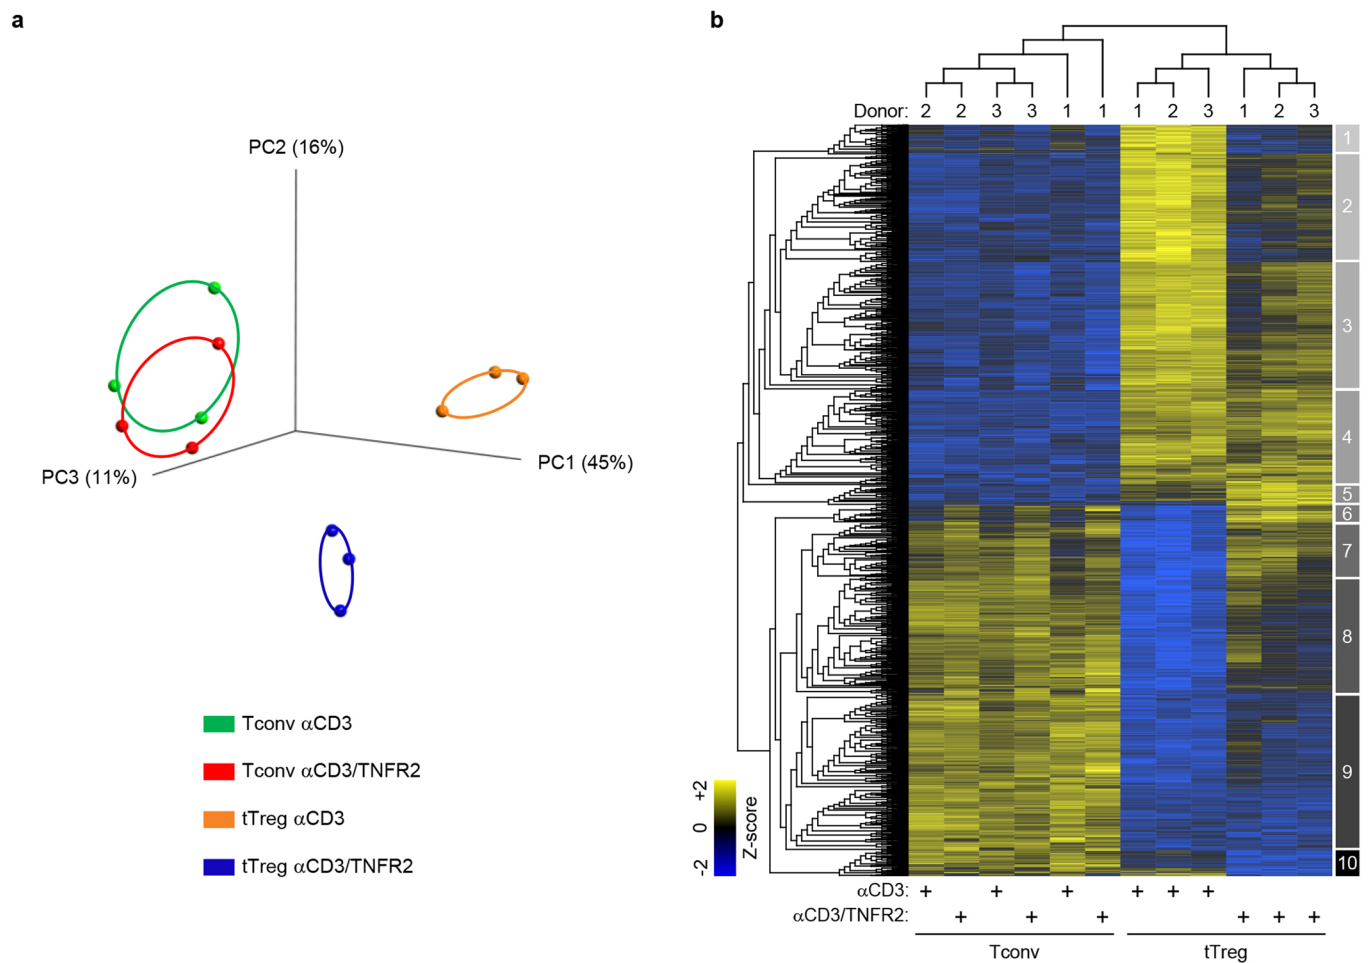 a
PC2 (16%)
PC3 (11%)
PC1 (45%)
Tconv αCD3
Tconv αCD3/TNFR2
tTreg αCD3
tTreg αCD3/TNFR2
b
Donor: 2 2 3 3 1 1 1 2 3 1 2 3
1
2
3
4
5
6
7
8
9
10
+2
0
-2
Z-score
αCD3: + + + + + +
αCD3/TNFR2: + + + + + +
Tconv tTreg